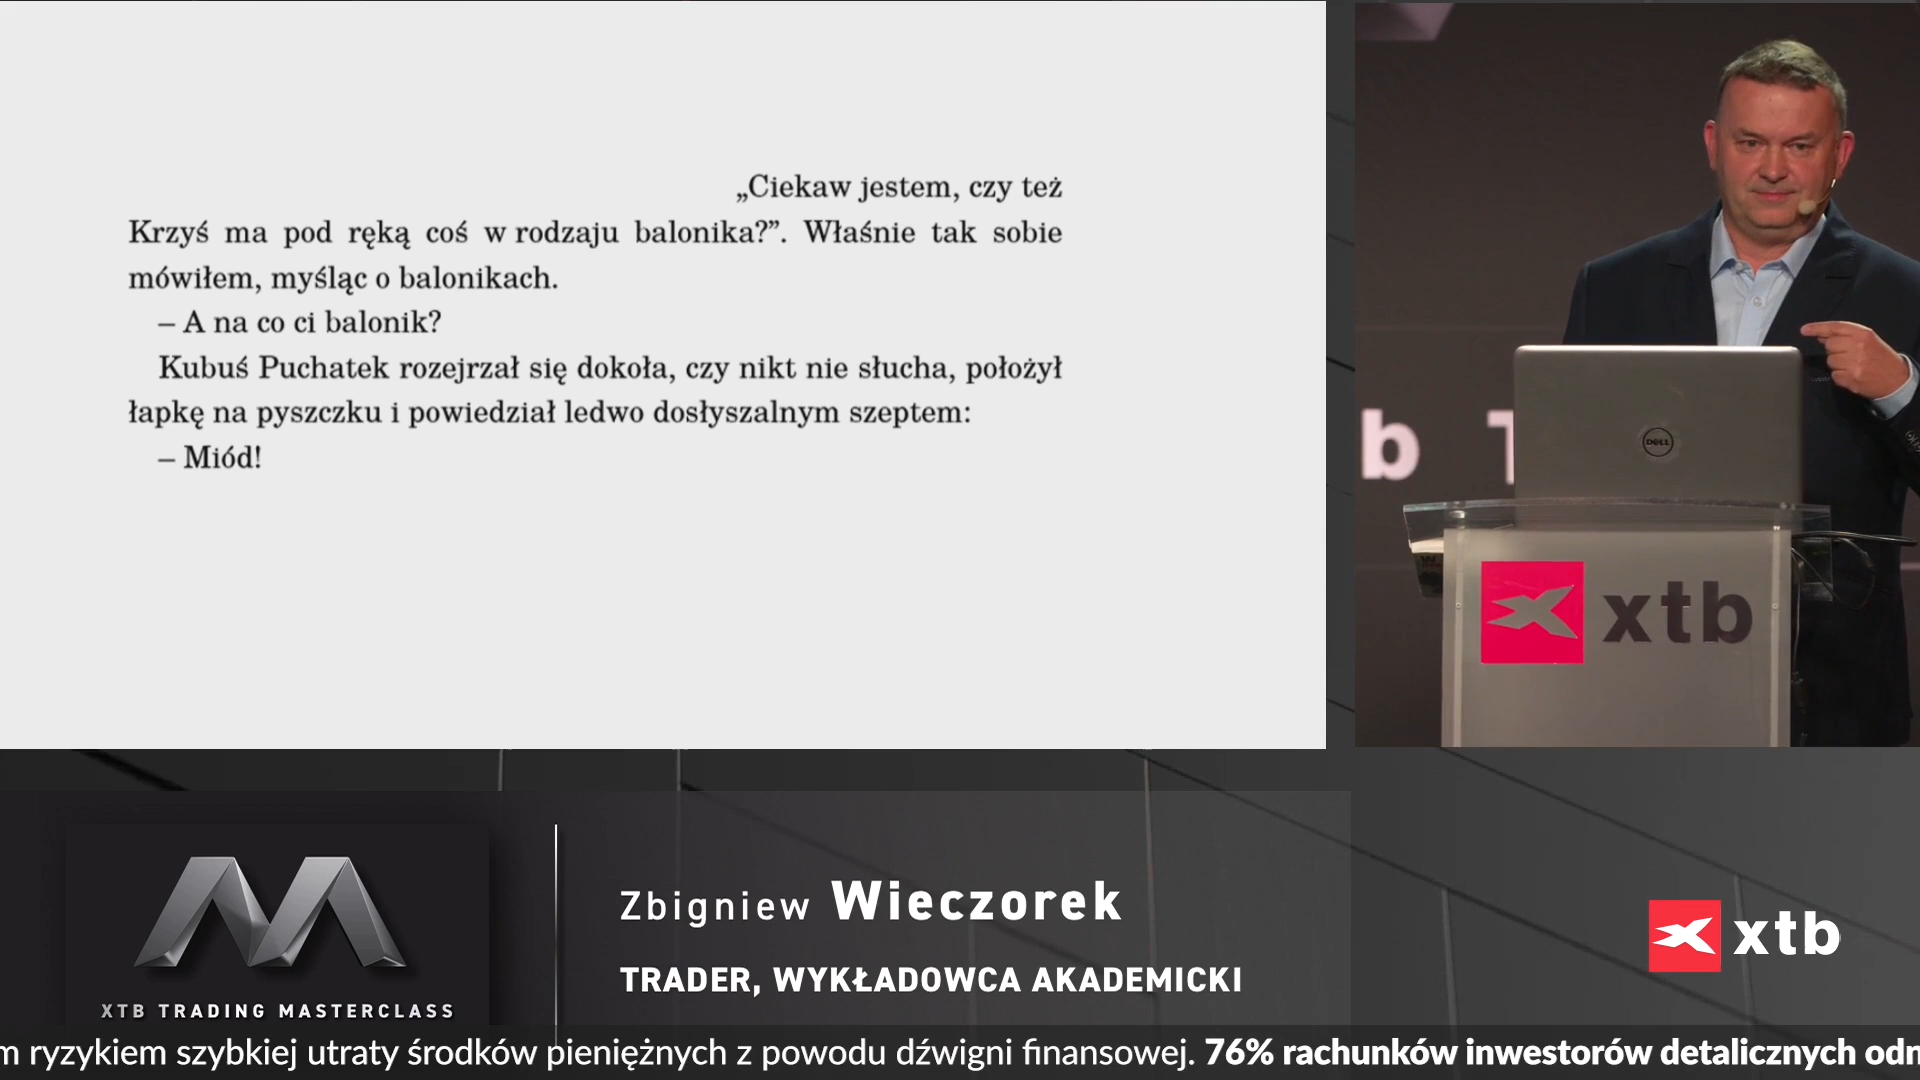 „Ciekaw jestem, czy też
Krzyś ma pod ręką coś w rodzaju balonika?”. Właśnie tak sobie
mówiłem, myśląc o balonikach.
– A na co ci balonik?
Kubuś Puchatek rozejrzał się dokoła, czy nikt nie słucha, położył
łapkę na pyszczku i powiedział ledwo dosłyszalnym szeptem:
– Miód!
b T
DELL
xtb
Zbigniew Wieczorek
TRADER, WYKŁADOWCA AKADEMICKI
XTB TRADING MASTERCLASS
xtb
m ryzykiem szybkiej utraty środków pieniężnych z powodu dźwigni finansowej. 76% rachunków inwestorów detalicznych odn